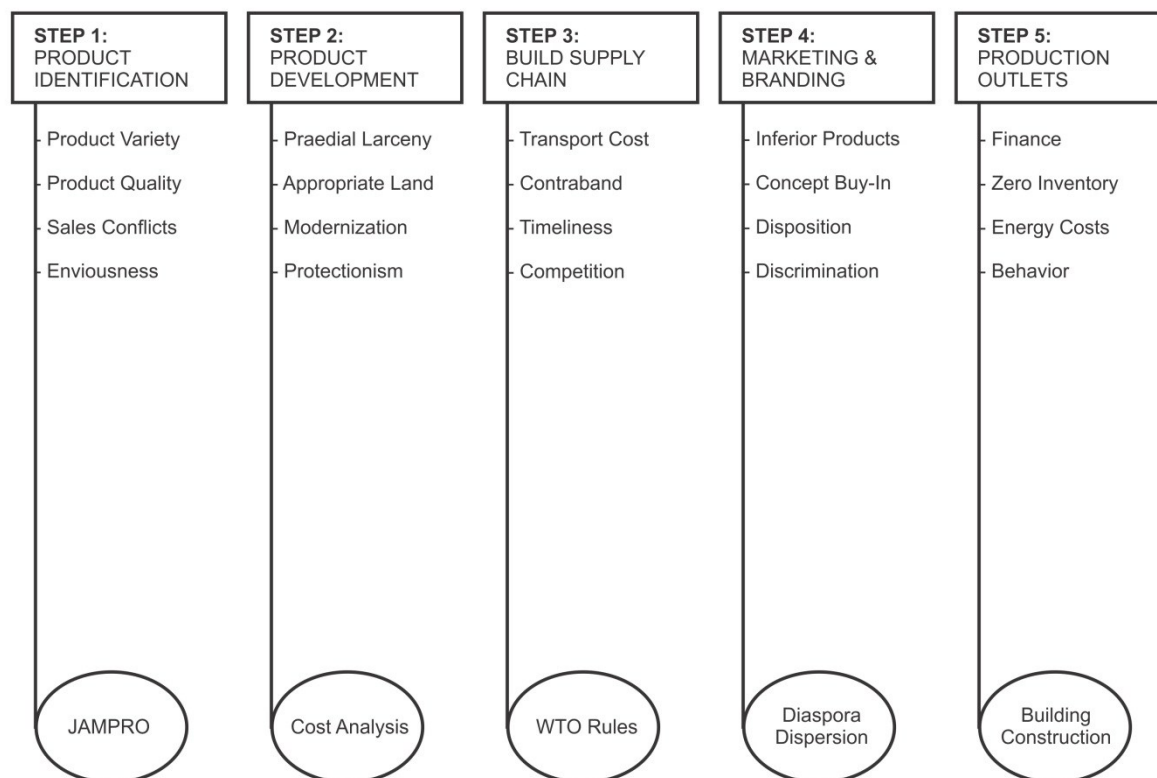 STEP 1:
PRODUCT
IDENTIFICATION
- Product Variety
- Product Quality
- Sales Conflicts
- Enviousness
JAMPRO
STEP 2:
PRODUCT
DEVELOPMENT
- Praedial Larceny
- Appropriate Land
- Modernization
- Protectionism
Cost Analysis
STEP 3:
BUILD SUPPLY
CHAIN
- Transport Cost
- Contraband
- Timeliness
- Competition
WTO Rules
STEP 4:
MARKETING &
BRANDING
- Inferior Products
- Concept Buy-In
- Disposition
- Discrimination
Diaspora
Dispersion
STEP 5:
PRODUCTION
OUTLETS
- Finance
- Zero Inventory
- Energy Costs
- Behavior
Building
Construction